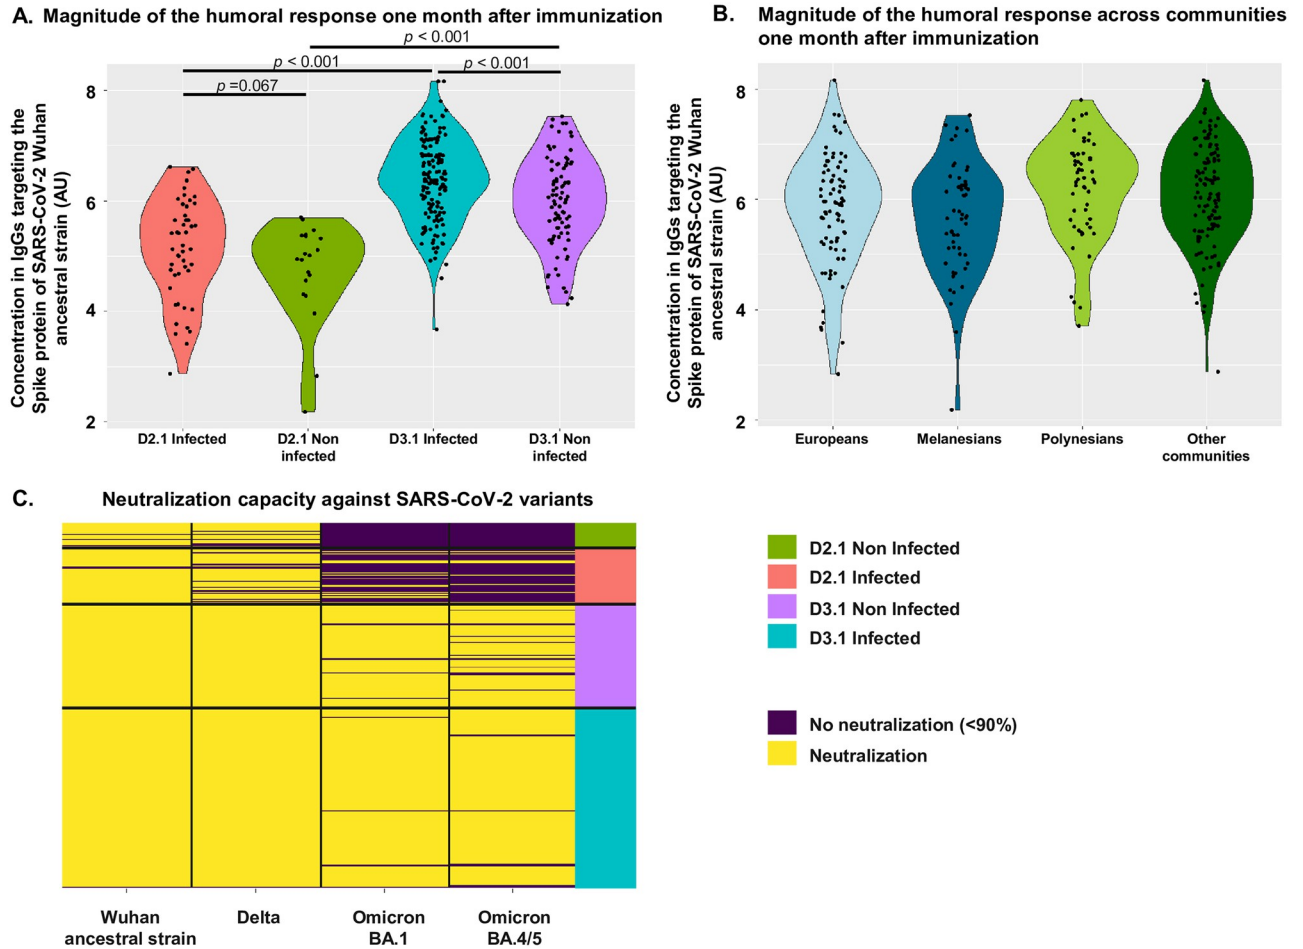 A. Magnitude of the humoral response one month after immunization
p < 0.001
p < 0.001
p < 0.001
p =0.067
Concentration in IgGs targeting the
Spike protein of SARS-CoV-2 Wuhan
ancestral strain (AU)
8
6
4
2
D2.1 Infected
D2.1 Non
infected
D3.1 Infected
D3.1 Non
infected
B. Magnitude of the humoral response across communities
one month after immunization
Concentration in IgGs targeting the
Spike protein of SARS-CoV-2 Wuhan
ancestral strain (AU)
8
6
4
2
Europeans
Melanesians
Polynesians
Other
communities
C. Neutralization capacity against SARS-CoV-2 variants
Wuhan
ancestral strain
Delta
Omicron
BA.1
Omicron
BA.4/5
D2.1 Non Infected
D2.1 Infected
D3.1 Non Infected
D3.1 Infected
No neutralization (<90%)
Neutralization